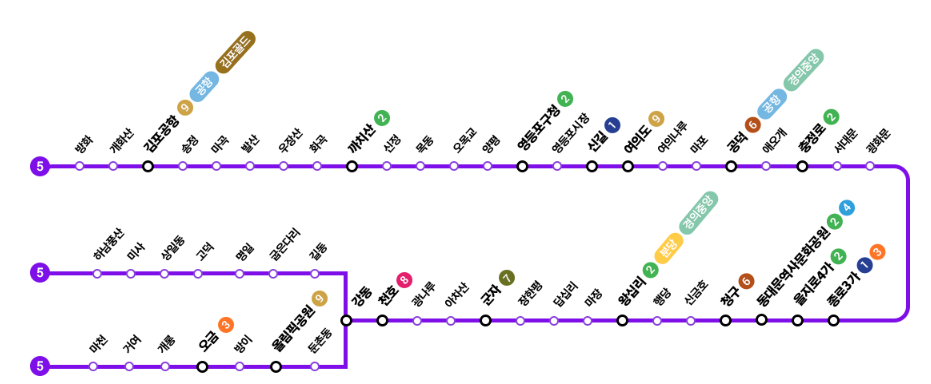 5 방화 개화산 김포공항 9 공항 김포골드 송정 마곡 발산 우장산 화곡 까치산 2 신정 목동 오목교 양평 영등포구청 2 영등포시장 신길 1 여의도 9 여의나루 마포 공덕 6 공항 경의중앙 애오개 충정로 2 서대문 광화문
5 하남풍산 미사 상일동 고덕 명일 굽은다리 길동
강동 천호 8 광나루 아차산 군자 7 장한평 답십리 마장 왕십리 2 분당 경의중앙 행당 신금호 청구 6 동대문역사문화공원 2 4 을지로4가 2 종로3가 1 3
5 마천 거여 개롱 오금 3 방이 올림픽공원 9 둔촌동